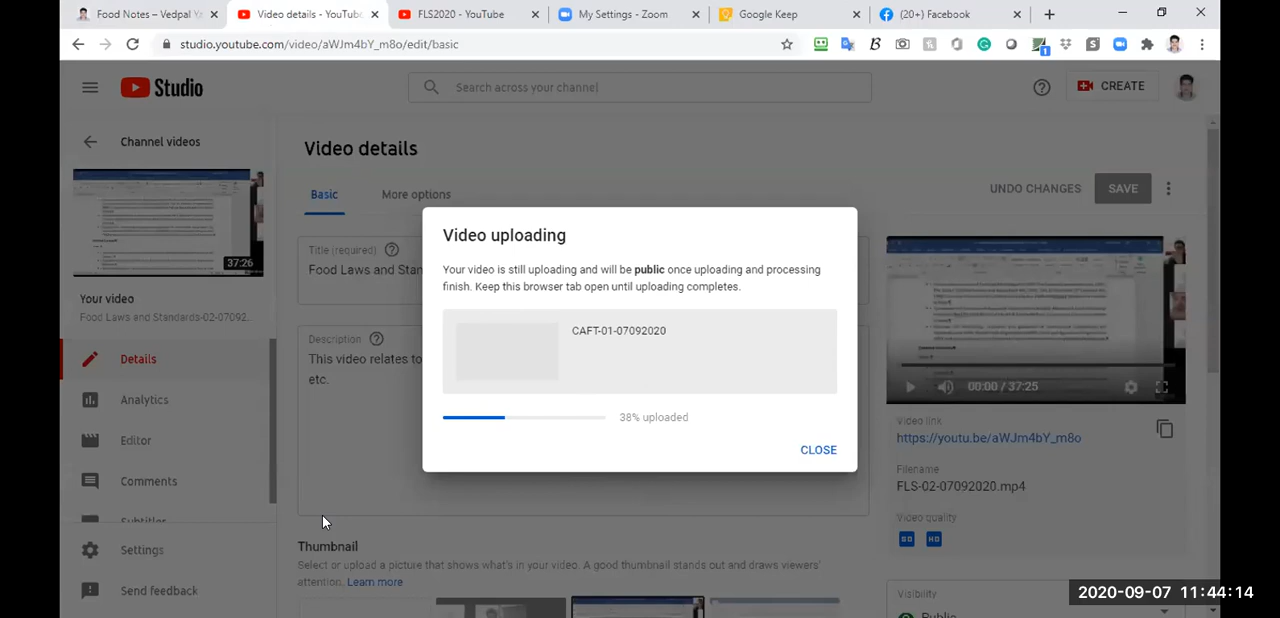 Food Notes – Vedpal Ya
Video details - YouTube
FLS2020 - YouTube
My Settings - Zoom
Google Keep
(20+) Facebook
studio.youtube.com/video/aWJm4bY_m8o/edit/basic
1
Studio
Search across your channel
CREATE
Channel videos
Video details
Basic
More options
UNDO CHANGES
SAVE
37:26
Your video
Food Laws and Standards-02-07092...
Details
Analytics
Editor
Comments
Subtitles
Settings
Send feedback
Title (required)
Food Laws and Stan
Description
This video relates to
etc.
Video uploading
Your video is still uploading and will be public once uploading and processing
finish. Keep this browser tab open until uploading completes.
CAFT-01-07092020
38% uploaded
CLOSE
00:00 / 37:25
Video link
https://youtu.be/aWJm4bY_m8o
Filename
FLS-02-07092020.mp4
Video quality
SD HD
Thumbnail
Select or upload a picture that shows what's in your video. A good thumbnail stands out and draws viewers'
attention. Learn more
Visibility
Public
2020-09-07 11:44:14